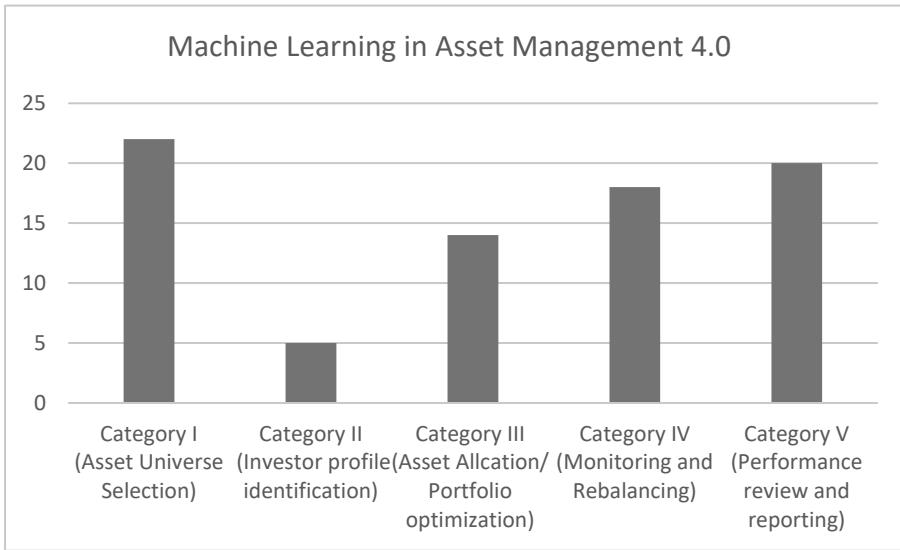 Machine Learning in Asset Management 4.0
25
20
15
10
5
0
Category I
(Asset Universe
Selection)
Category II
(Investor profile
identification)
Category III
(Asset Allcation/
Portfolio
optimization)
Category IV
(Monitoring and
Rebalancing)
Category V
(Performance
review and
reporting)